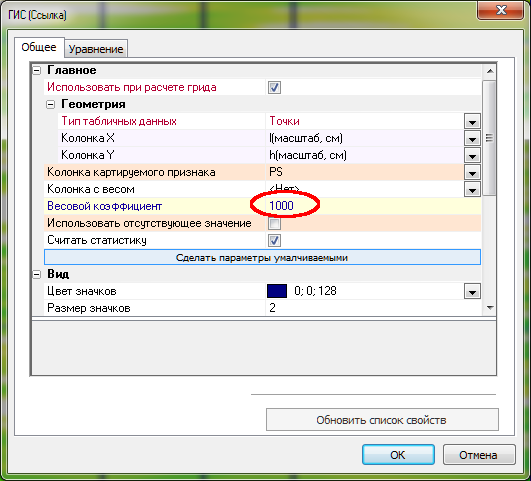 ГИС (Ссылка)
Общее Уравнение
Главное
Использовать при расчете грида
Геометрия
Тип табличных данных Точки
Колонка X l(масштаб, см)
Колонка Y h(масштаб, см)
Колонка картируемого признака PS
Колонка с весом <Нет>
Весовой коэффициент 1000
Использовать отсутствующее значение
Считать статистику
Сделать параметры умалчиваемыми
Вид
Цвет значков 0; 0; 128
Размер значков 2
Обновить список свойств
OK Отмена